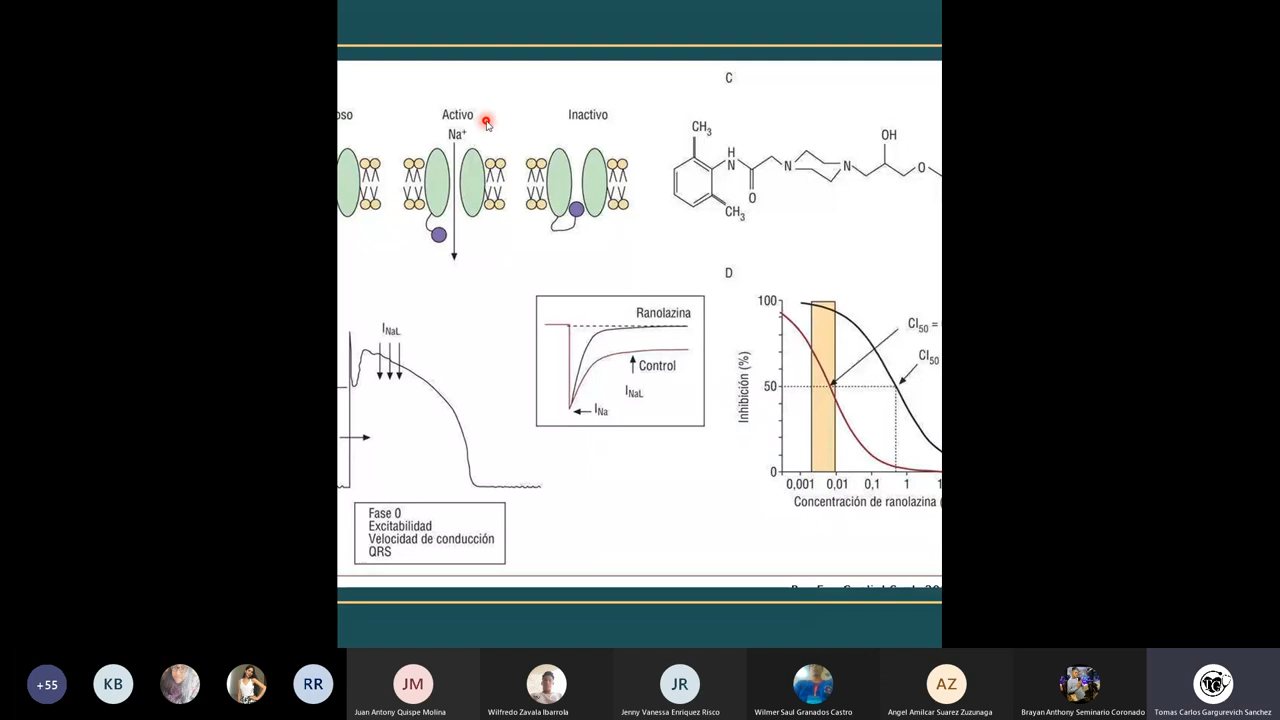 C
oso
Activo
Inactivo
Na⁺
CH₃
H
N
N
N
OH
O
O
CH₃
D
I_NaL
Ranolazina
Control
I_NaL
I_Na
100
50
0
Inhibición (%)
CI₅₀ =
CI₅₀
0,001 0,01 0,1 1
Concentración de ranolazina (
Fase 0
Excitabilidad
Velocidad de conducción
QRS
+55
KB
RR
JM
JR
AZ
Juan Antony Quispe Molina
Wilfredo Zavala Ibarrola
Jenny Vanessa Enriquez Risco
Wilmer Saul Granados Castro
Angel Amilcar Suarez Zuzunaga
Brayan Anthony Seminario Coronado
Tomas Carlos Gargurevich Sanchez